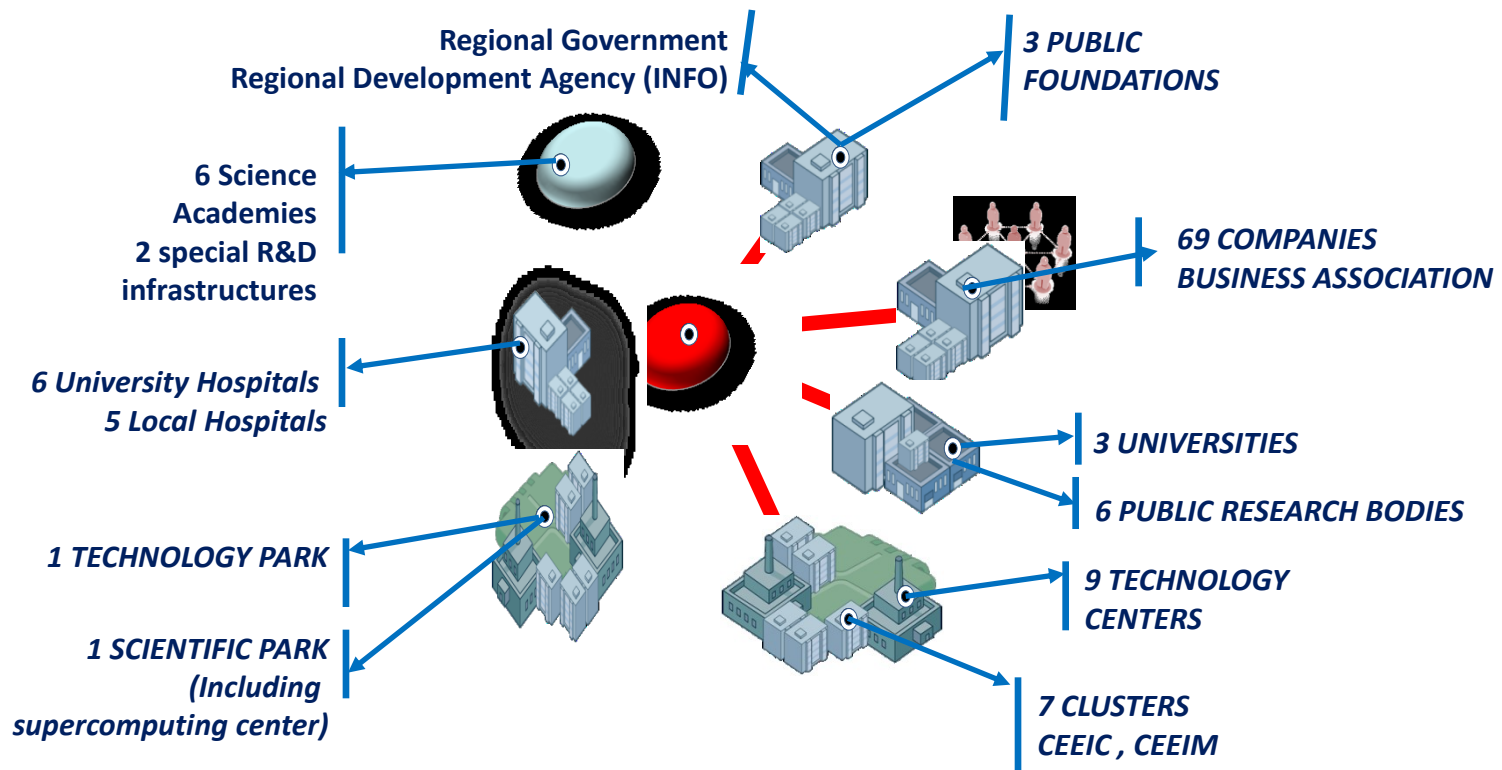 Regional Government
Regional Development Agency (INFO)
3 PUBLIC
FOUNDATIONS
6 Science
Academies
2 special R&D
infrastructures
69 COMPANIES
BUSINESS ASSOCIATION
6 University Hospitals
5 Local Hospitals
3 UNIVERSITIES
6 PUBLIC RESEARCH BODIES
1 TECHNOLOGY PARK
9 TECHNOLOGY
CENTERS
1 SCIENTIFIC PARK
(Including
supercomputing center)
7 CLUSTERS
CEEIC , CEEIM